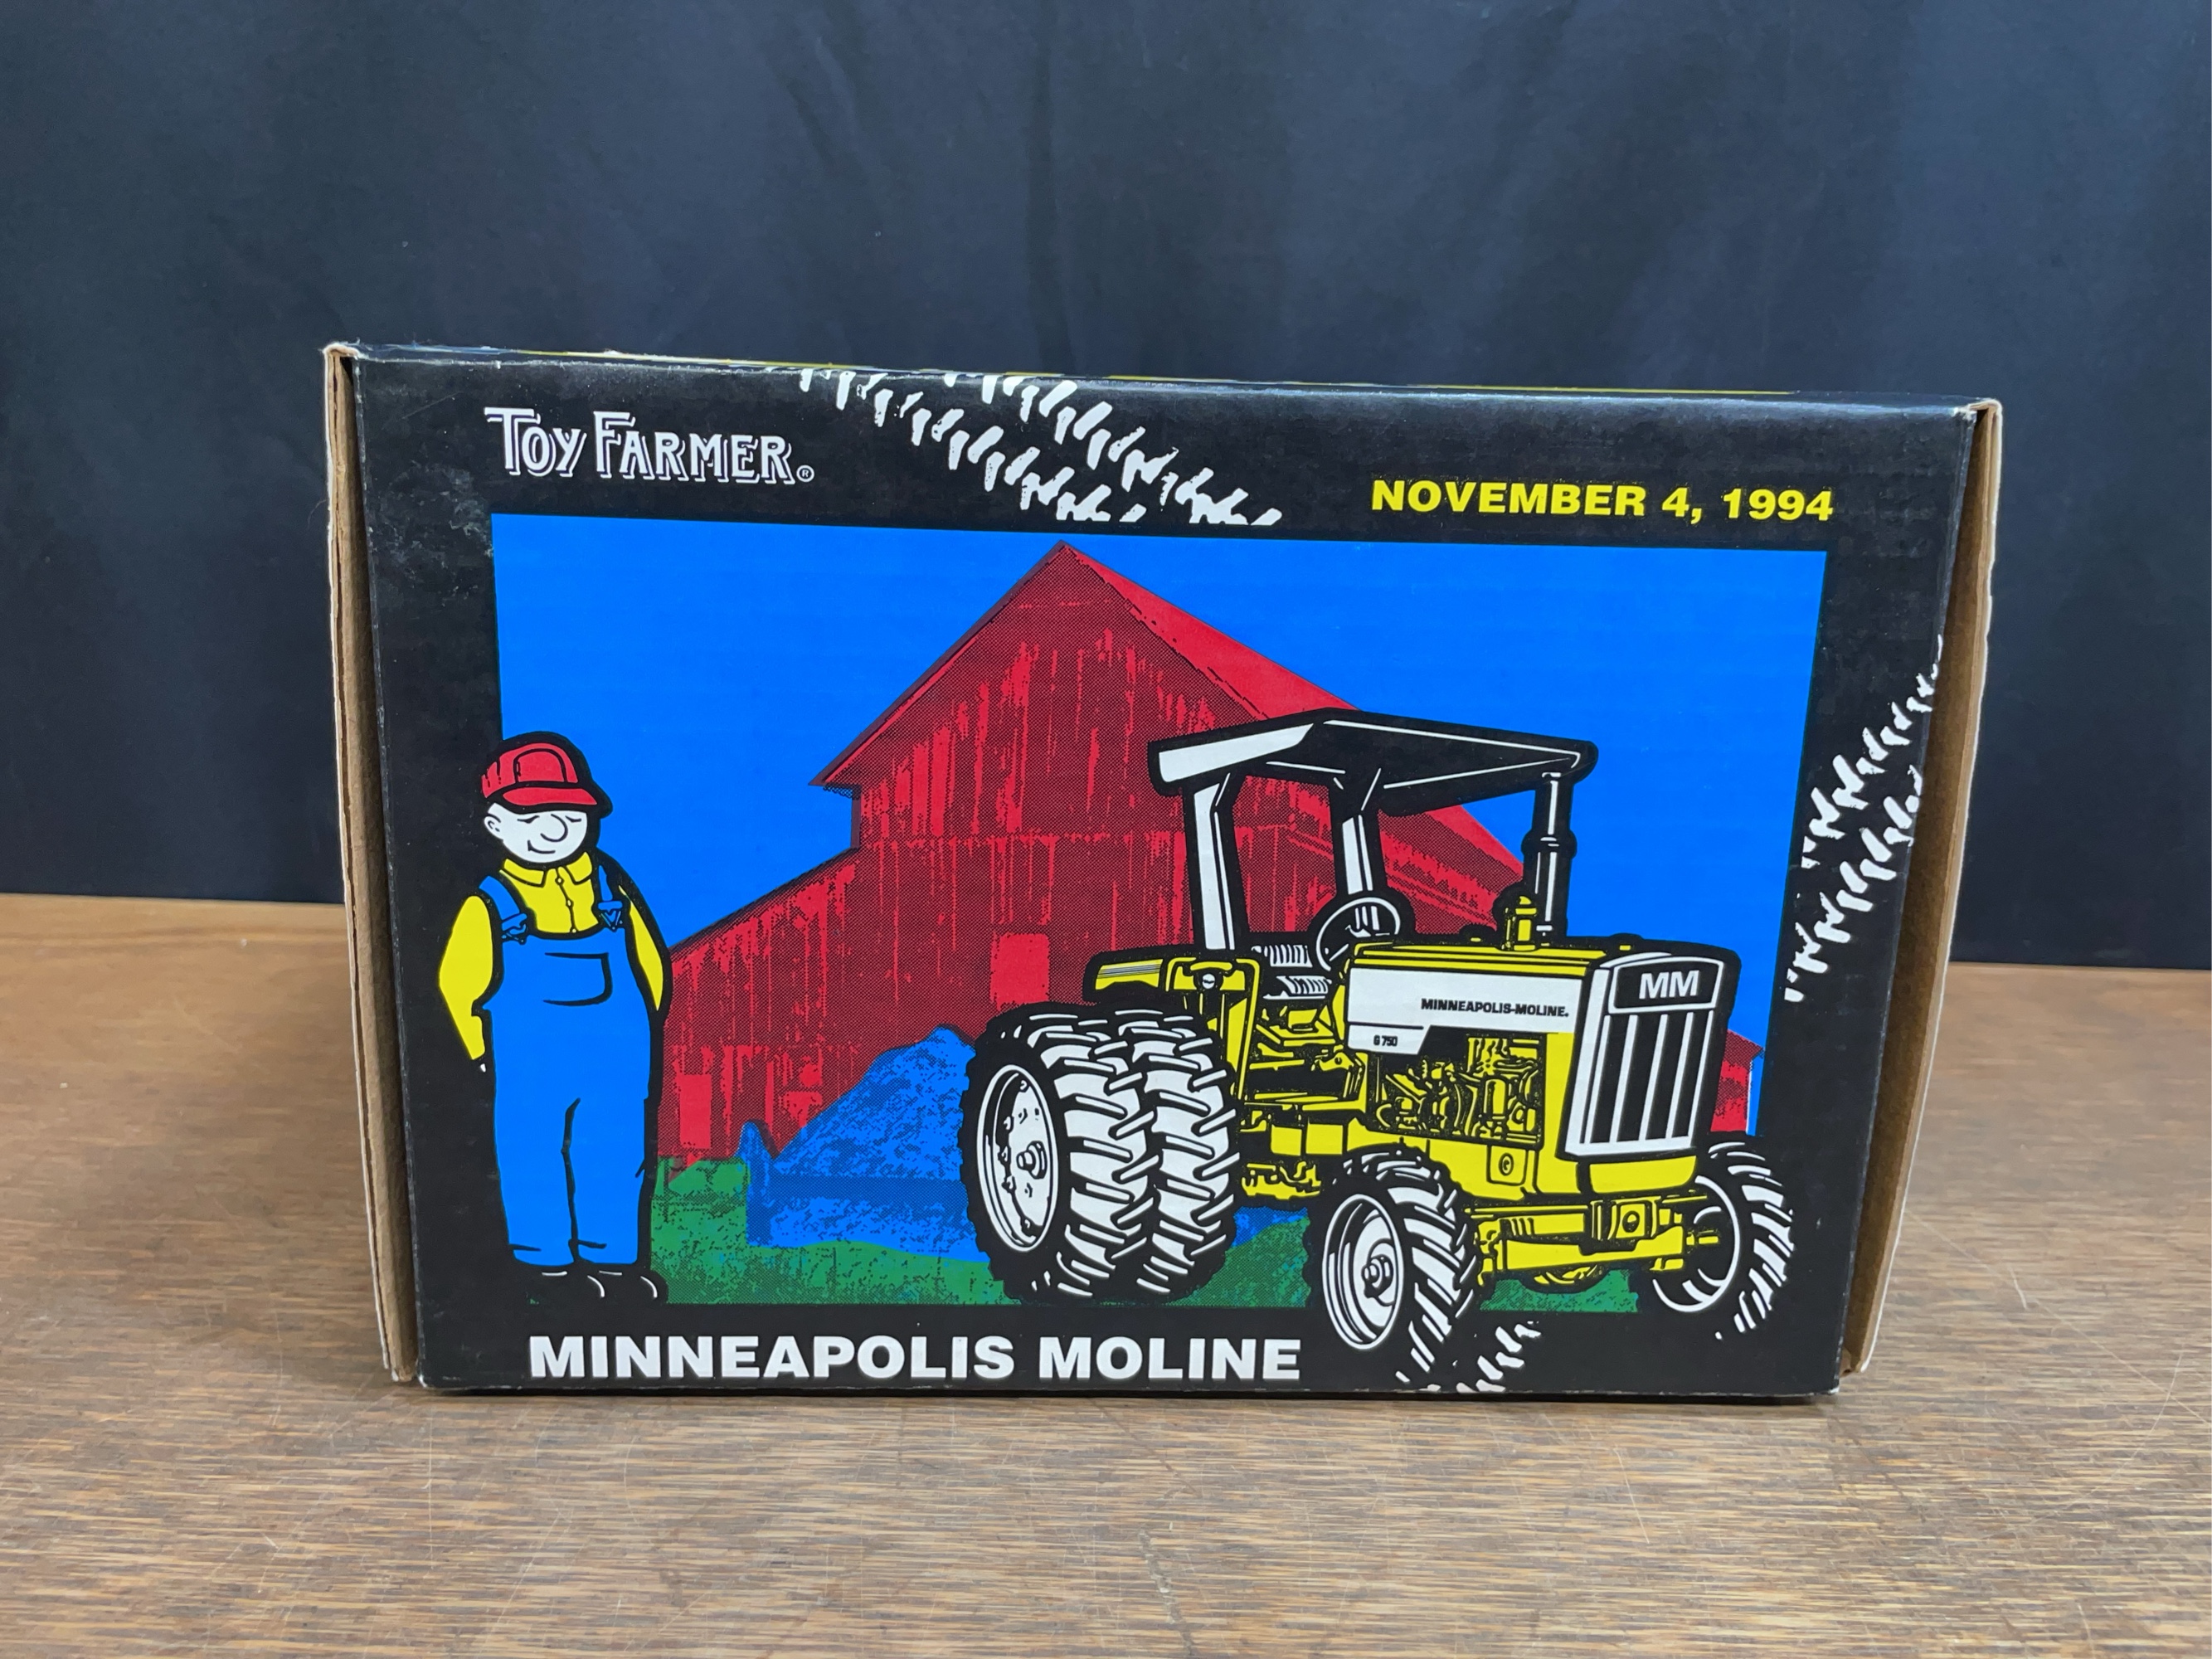 TOY FARMER®
NOVEMBER 4, 1994
MM
MINNEAPOLIS-MOLINE.
G 750
MINNEAPOLIS MOLINE